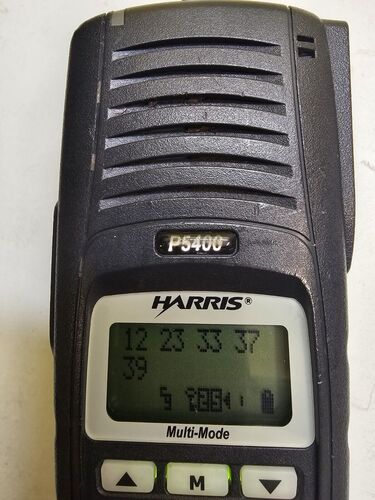 P5400
HARRIS®
12 23 33 37
39
Multi-Mode
M